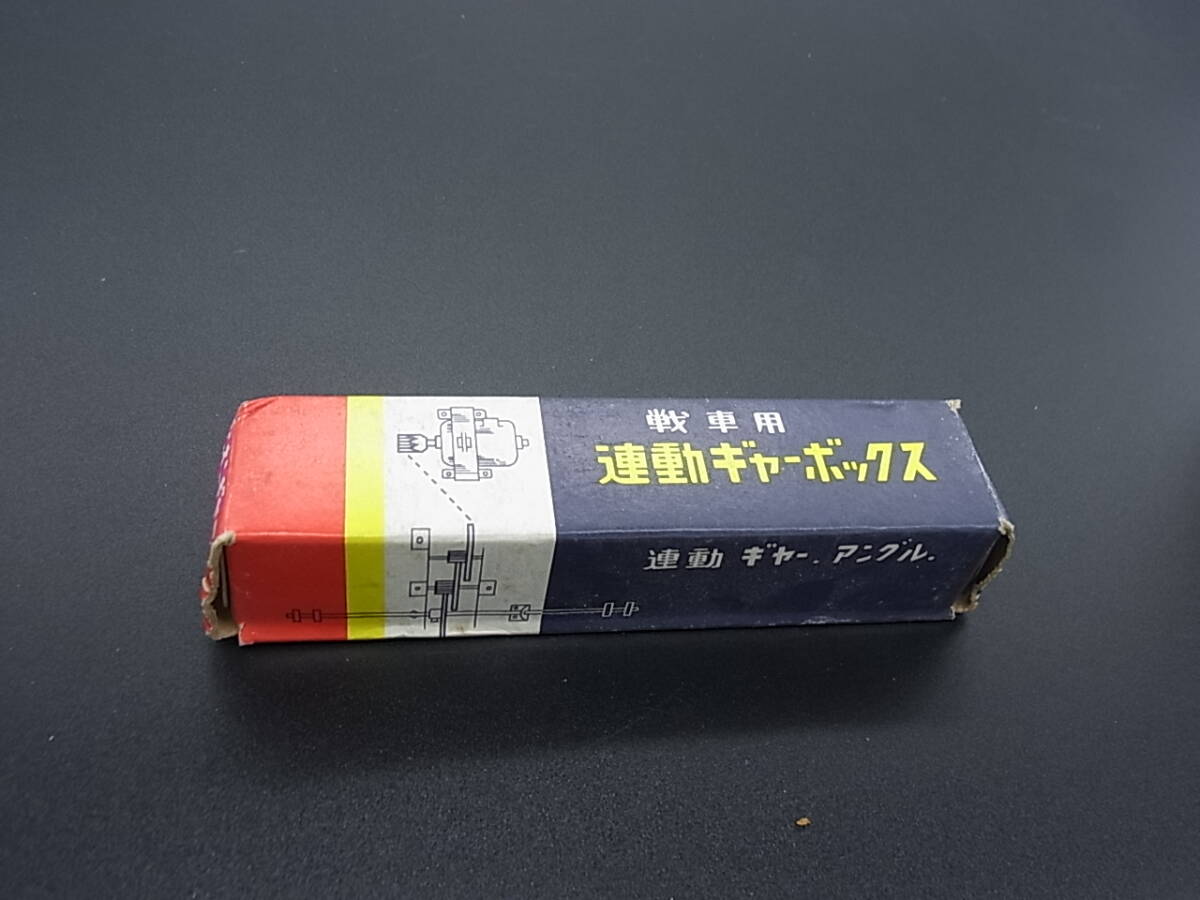 戦車用
連動ギヤーボックス
連動 ギヤー.アングル.